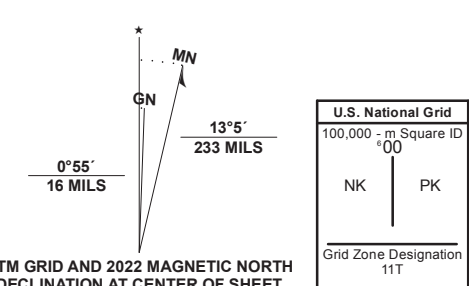 ★
MN
GN
13°5´
233 MILS
0°55´
16 MILS
TM GRID AND 2022 MAGNETIC NORTH
DECLINATION AT CENTER OF SHEET
U.S. National Grid
100,000 - m Square ID
⁶00
NK PK
Grid Zone Designation
11T